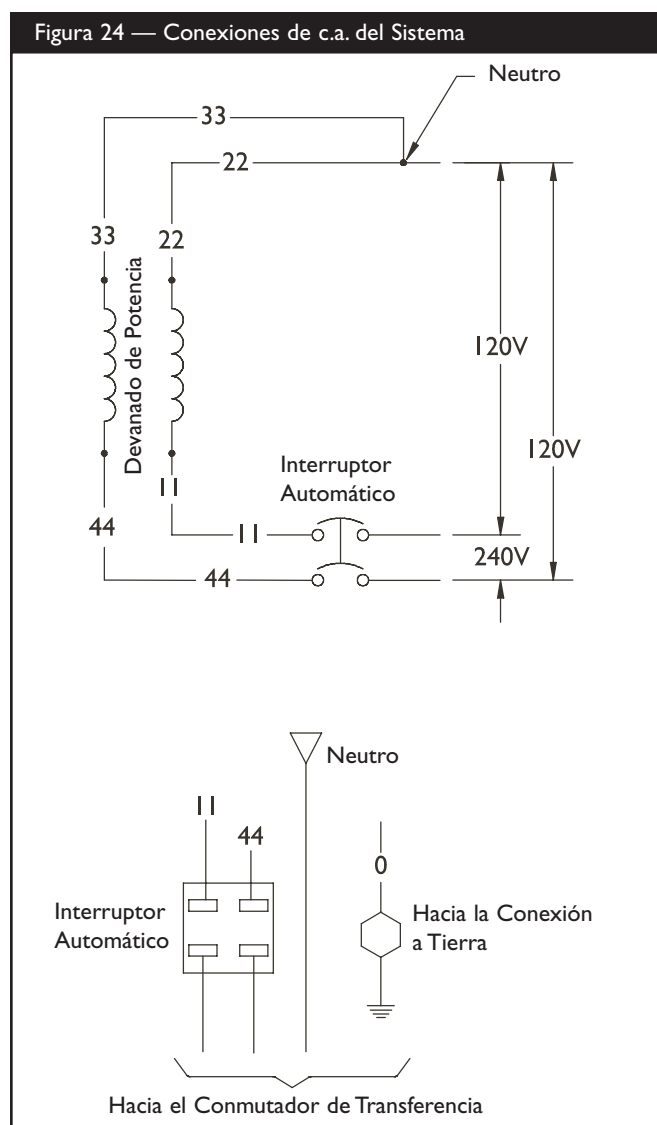 Figura 24 — Conexiones de c.a. del Sistema
Neutro
33
22
33
22
Devanado de Potencia
120V
120V
Interruptor
Automático
11
44
11
240V
44
Neutro
11
44
0
Interruptor
Automático
Hacia la Conexión
a Tierra
Hacia el Conmutador de Transferencia